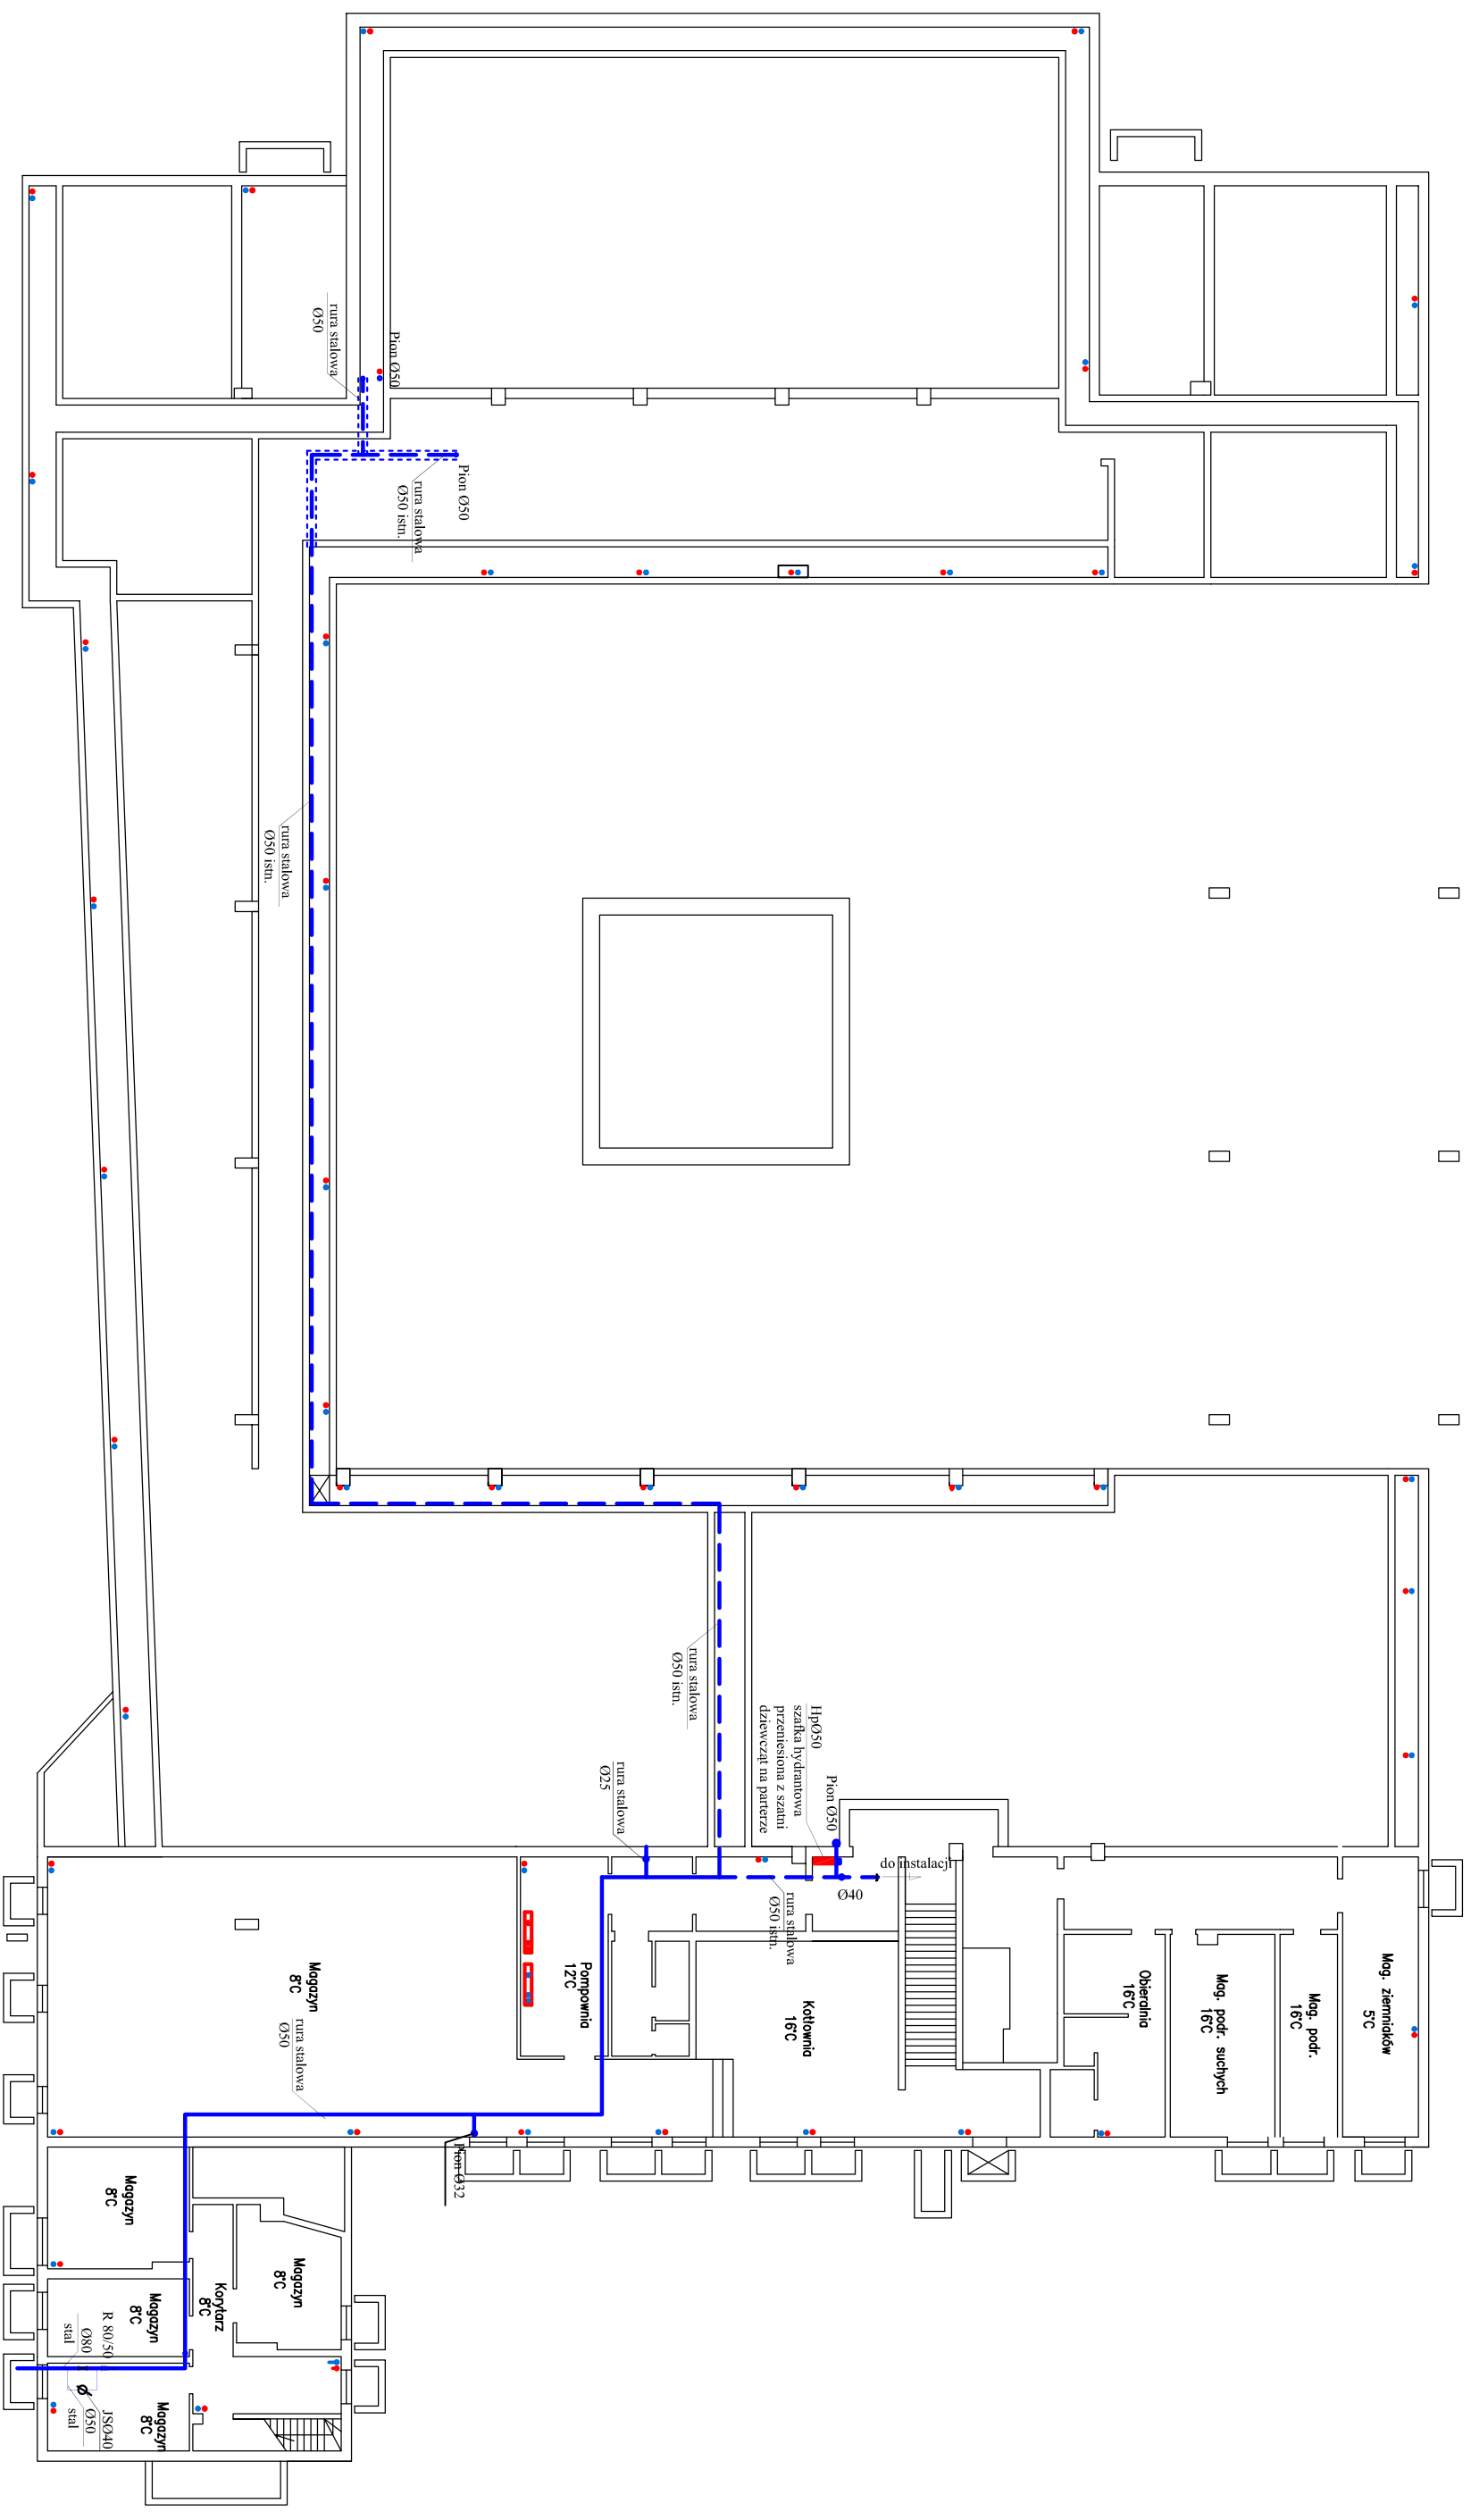 Pion Ø50
rura stalowa
Ø50
Pion Ø50
rura stalowa
Ø50 istn.
rura stalowa
Ø50 istn.
rura stalowa
Ø50 istn.
HpØ50
szafka hydrantowa
przeniesiona z szatni
dziewcząt na parterze
Pion Ø50
rura stalowa
Ø25
do instalacji
Ø40
rura stalowa
Ø50 istn.
Mag. ziemniaków
5°C
Mag. podr.
16°C
Mag. podr. suchych
16°C
Obieralnia
16°C
Kotłownia
16°C
Pompownia
12°C
Magazyn
8°C
rura stalowa
Ø50
Pion Ø32
Magazyn
8°C
Magazyn
8°C
Korytarz
8°C
Magazyn
8°C
R 80/50
Ø80
stal
Magazyn
8°C
JSØ40
Ø50
stal